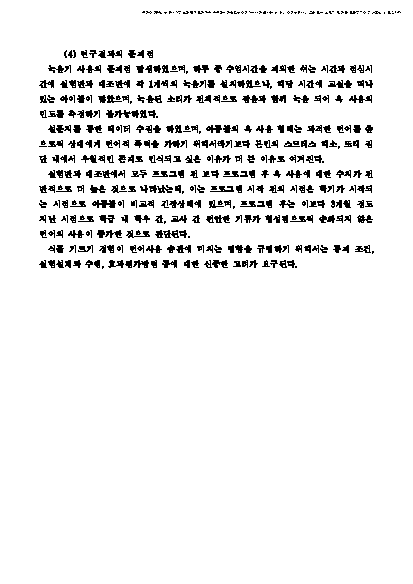 (4) 연구결과의 문제점
녹음기 사용의 문제점 발생하였으며, 하루 중 수업시간을 제외한 쉬는 시간과 점심시
간에 실험반과 대조반에 각 1개씩의 녹음기를 설치하였으나, 해당 시간에 교실을 떠나
있는 아이들이 많았으며, 녹음된 소리가 전체적으로 잡음과 함께 녹음 되어 욕 사용의
빈도를 측정하기 불가능하였다.
설문지를 통한 데이터 수집을 하였으며, 아동들의 욕 사용 형태는 과격한 언어를 씀
으로써 상대에게 언어적 폭력을 가하기 위해서라기보다 본인의 스트레스 해소, 또래 집
단 내에서 우월적인 존재로 인식되고 싶은 이유가 더 큰 이유로 여겨진다.
실험반과 대조반에서 모두 프로그램 전 보다 프로그램 후 욕 사용에 대한 수치가 전
반적으로 더 높은 것으로 나타났는데, 이는 프로그램 시작 전의 시점은 학기가 시작되
는 시점으로 아동들이 비교적 긴장상태에 있으며, 프로그램 후는 이보다 3개월 정도
지난 시점으로 학급 내 학우 간, 교사 간 편안한 기류가 형성됨으로써 순화되지 않은
언어의 사용이 증가한 것으로 판단된다.
식물 기르기 경험이 언어사용 습관에 미치는 영향을 규명하기 위해서는 통제 조건,
실험설계와 수행, 효과평가방법 등에 대한 신중한 고려가 요구된다.